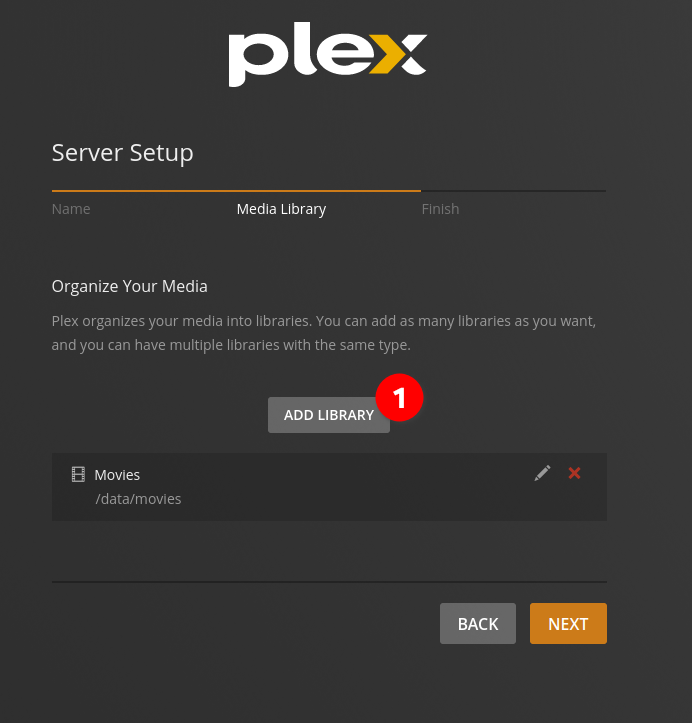 plex
Server Setup
Name Media Library Finish
Organize Your Media
Plex organizes your media into libraries. You can add as many libraries as you want,
and you can have multiple libraries with the same type.
ADD LIBRARY 1
Movies
/data/movies
BACK NEXT